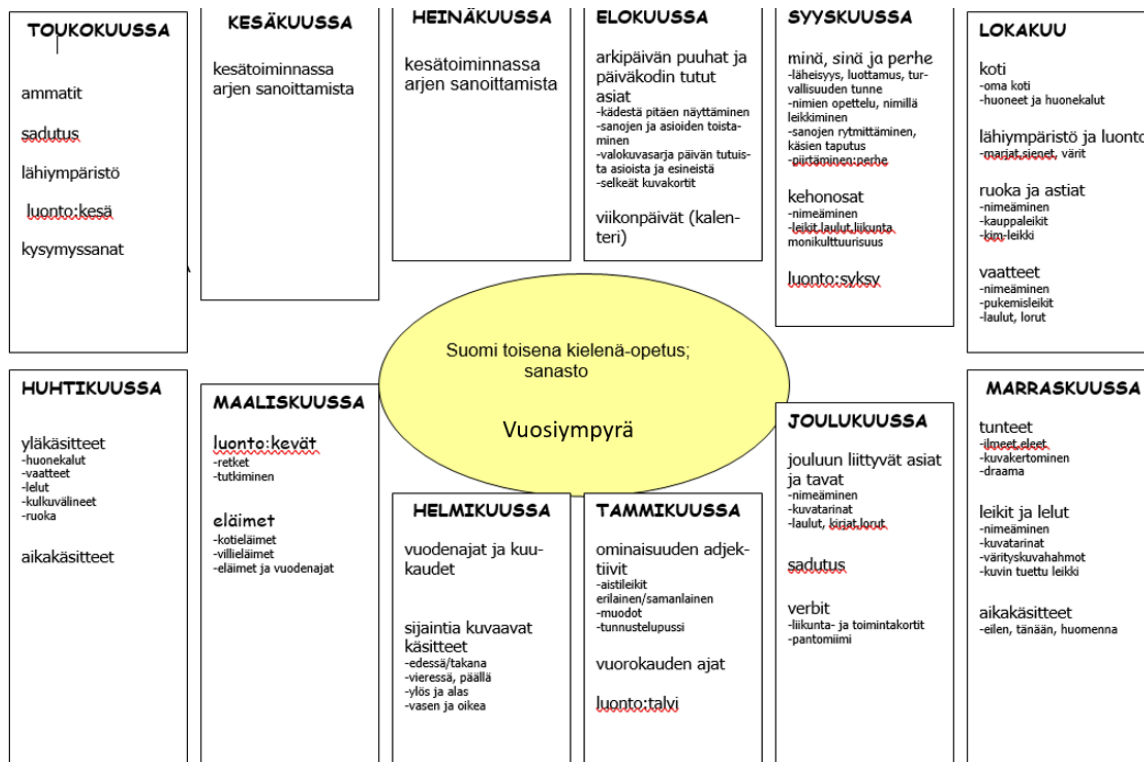 TOUKOKUUSSA
ammatit
sadutus
lähiympäristö
luonto:kesä
kysymyssanat
KESÄKUUSSA
kesätoiminnassa
arjen sanoittamista
HEINÄKUUSSA
kesätoiminnassa
arjen sanoittamista
ELOKUUSSA
arkipäivän puuhat ja
päiväkodin tutut
asiat
-kädestä pitäen näyttäminen
-sanojen ja asioiden toista-
minen
-valokuvasarja päivän tutuis-
ta asioista ja esineistä
-selkeät kuvakortit
viikonpäivät (kalen-
teri)
SYYSKUUSSA
minä, sinä ja perhe
-läheisyys, luottamus, tur-
vallisuuden tunne
-nimien opettelu, nimillä
leikkiminen
-sanojen rytmittäminen,
käsien taputus
-piirtäminen:perhe
kehonosat
-nimeäminen
-leikit,laulut,liikunta
monikulttuurisuus
luonto:syksy
LOKAKUU
koti
-oma koti
-huoneet ja huonekalut
lähiympäristö ja luonto
-marjat,sienet, värit
ruoka ja astiat
-nimeäminen
-kauppaleikit
-kim-leikki
vaatteet
-nimeäminen
-pukemisleikit
-laulut, lorut
Suomi toisena kielenä-opetus;
sanasto
Vuosiympyrä
HUHTIKUUSSA
yläkäsitteet
-huonekalut
-vaatteet
-lelut
-kulkuvälineet
-ruoka
aikakäsitteet
MAALISKUUSSA
luonto:kevät
-retket
-tutkiminen
eläimet
-kotieläimet
-villieläimet
-eläimet ja vuodenajat
HELMIKUUSSA
vuodenajat ja kuu-
kaudet
sijaintia kuvaavat
käsitteet
-edessä/takana
-vieressä, päällä
-ylös ja alas
-vasen ja oikea
TAMMIKUUSSA
ominaisuuden adjek-
tiivit
-aistileikit
erilainen/samanlainen
-muodot
-tunnustelupussi
vuorokauden ajat
luonto:talvi
JOULUKUUSSA
jouluun liittyvät asiat
ja tavat
-nimeäminen
-kuvatarinat
-laulut, kirjat,lorut
sadutus
verbit
-liikunta- ja toimintakortit
-pantomiimi
MARRASKUUSSA
tunteet
-ilmeet,eleet
-kuvakertominen
-draama
leikit ja lelut
-nimeäminen
-kuvatarinat
-värityskuvahahmot
-kuvin tuettu leikki
aikakäsitteet
-eilen, tänään, huomenna